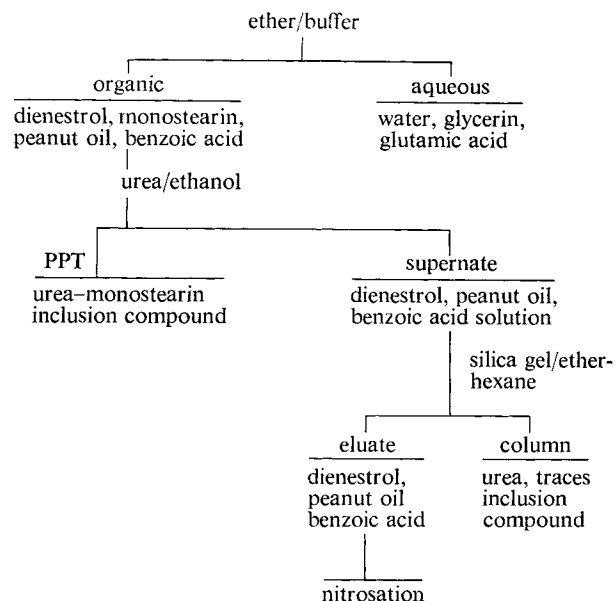 ether/buffer
organic
aqueous
dienestrol, monostearin,
peanut oil, benzoic acid
water, glycerin,
glutamic acid
urea/ethanol
PPT
supernate
urea–monostearin
inclusion compound
dienestrol, peanut oil,
benzoic acid solution
silica gel/ether-
hexane
eluate
column
dienestrol,
peanut oil
benzoic acid
urea, traces
inclusion
compound
nitrosation